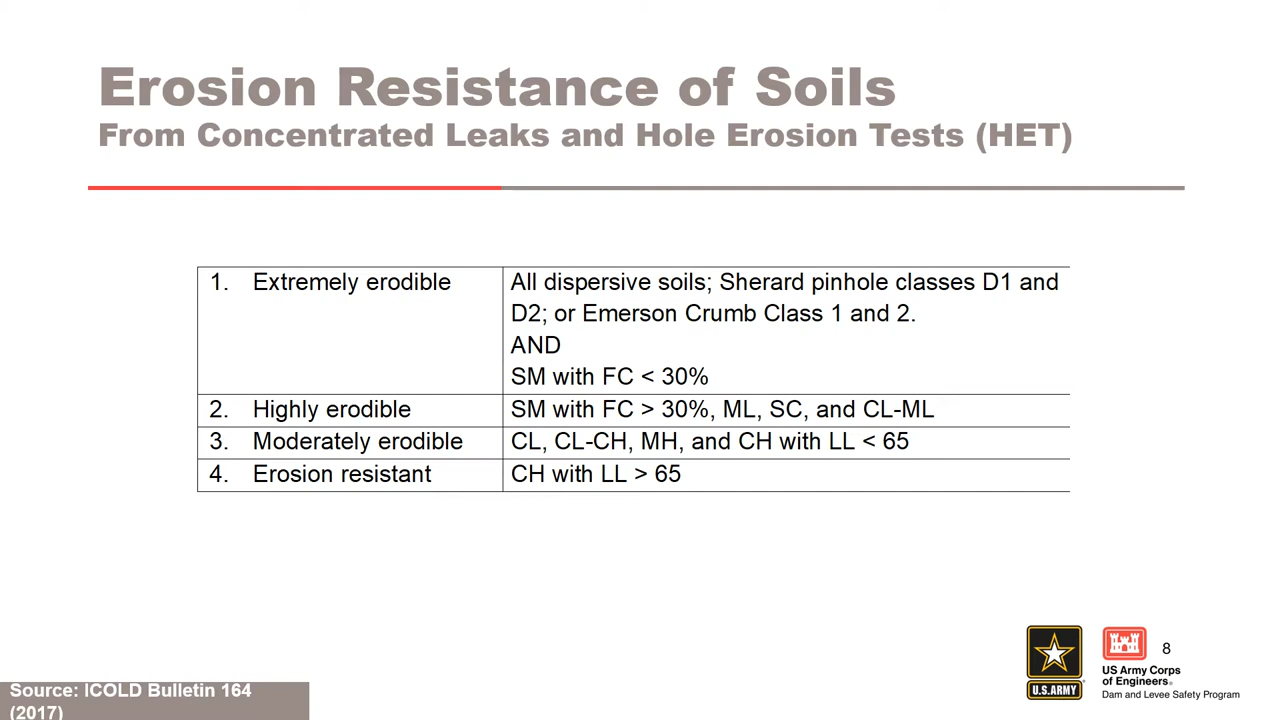 Erosion Resistance of Soils
From Concentrated Leaks and Hole Erosion Tests (HET)
1. Extremely erodible
All dispersive soils; Sherard pinhole classes D1 and
D2; or Emerson Crumb Class 1 and 2.
AND
SM with FC < 30%
2. Highly erodible
SM with FC > 30%, ML, SC, and CL-ML
3. Moderately erodible
CL, CL-CH, MH, and CH with LL < 65
4. Erosion resistant
CH with LL > 65
U.S.ARMY
8
US Army Corps
of Engineers®
Dam and Levee Safety Program
Source: ICOLD Bulletin 164
(2017)